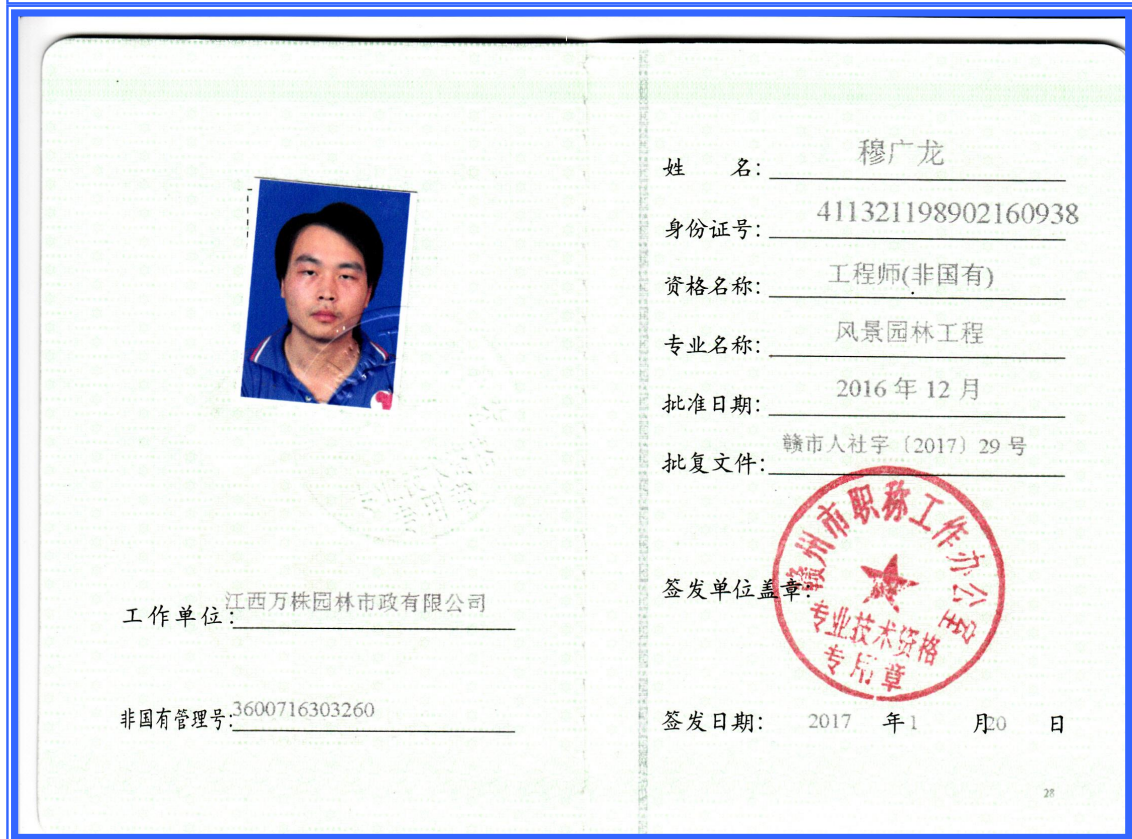 工作单位:江西万株园林市政有限公司
非国有管理号:3600716303260
姓 名:穆广龙
身份证号:411321198902160938
资格名称:工程师(非国有)
专业名称:风景园林工程
批准日期:2016 年 12 月
批复文件:赣市人社字〔2017〕29 号
签发单位盖章:
赣州市职称工作办公室
专业技术资格
专用章
签发日期: 2017 年 1 月 20 日
28